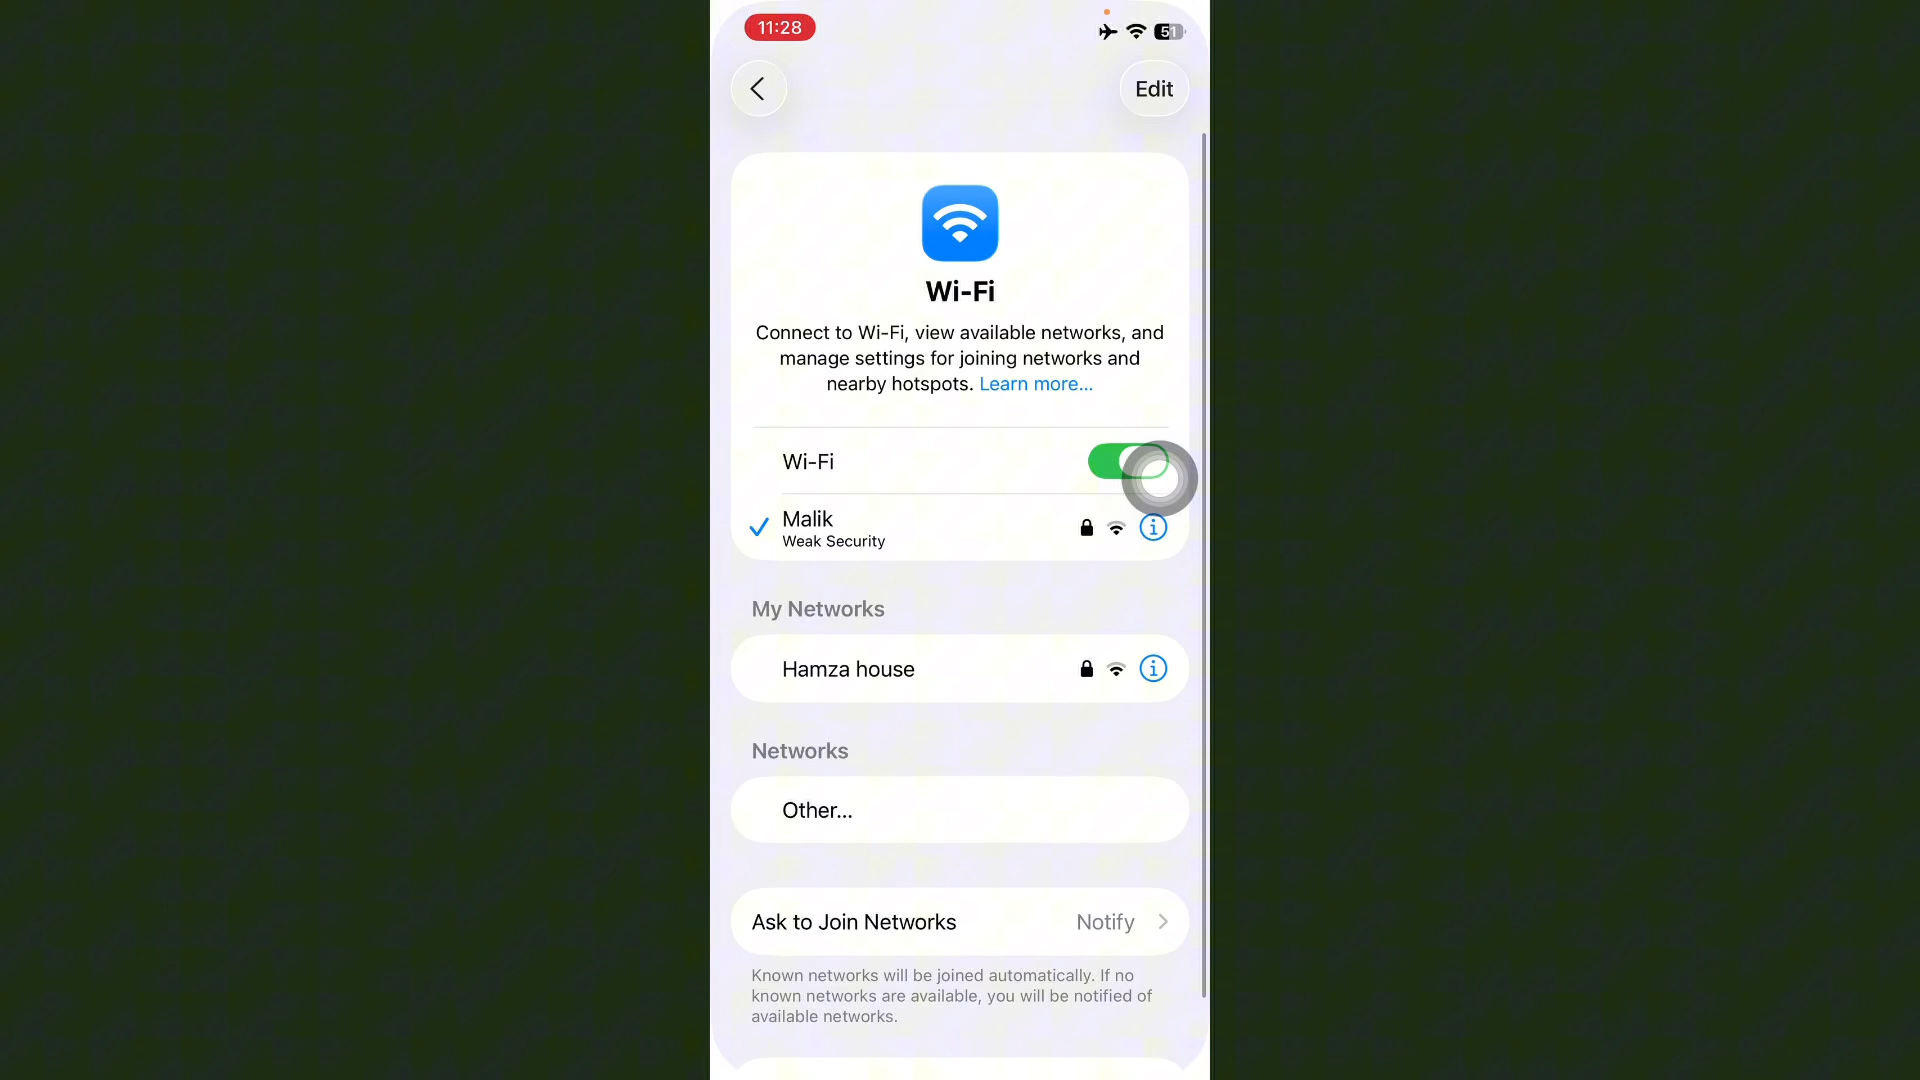 11:28
51
Edit
Wi-Fi
Connect to Wi-Fi, view available networks, and
manage settings for joining networks and
nearby hotspots. Learn more...
Wi-Fi
Malik
Weak Security
My Networks
Hamza house
Networks
Other...
Ask to Join Networks Notify
Known networks will be joined automatically. If no
known networks are available, you will be notified of
available networks.